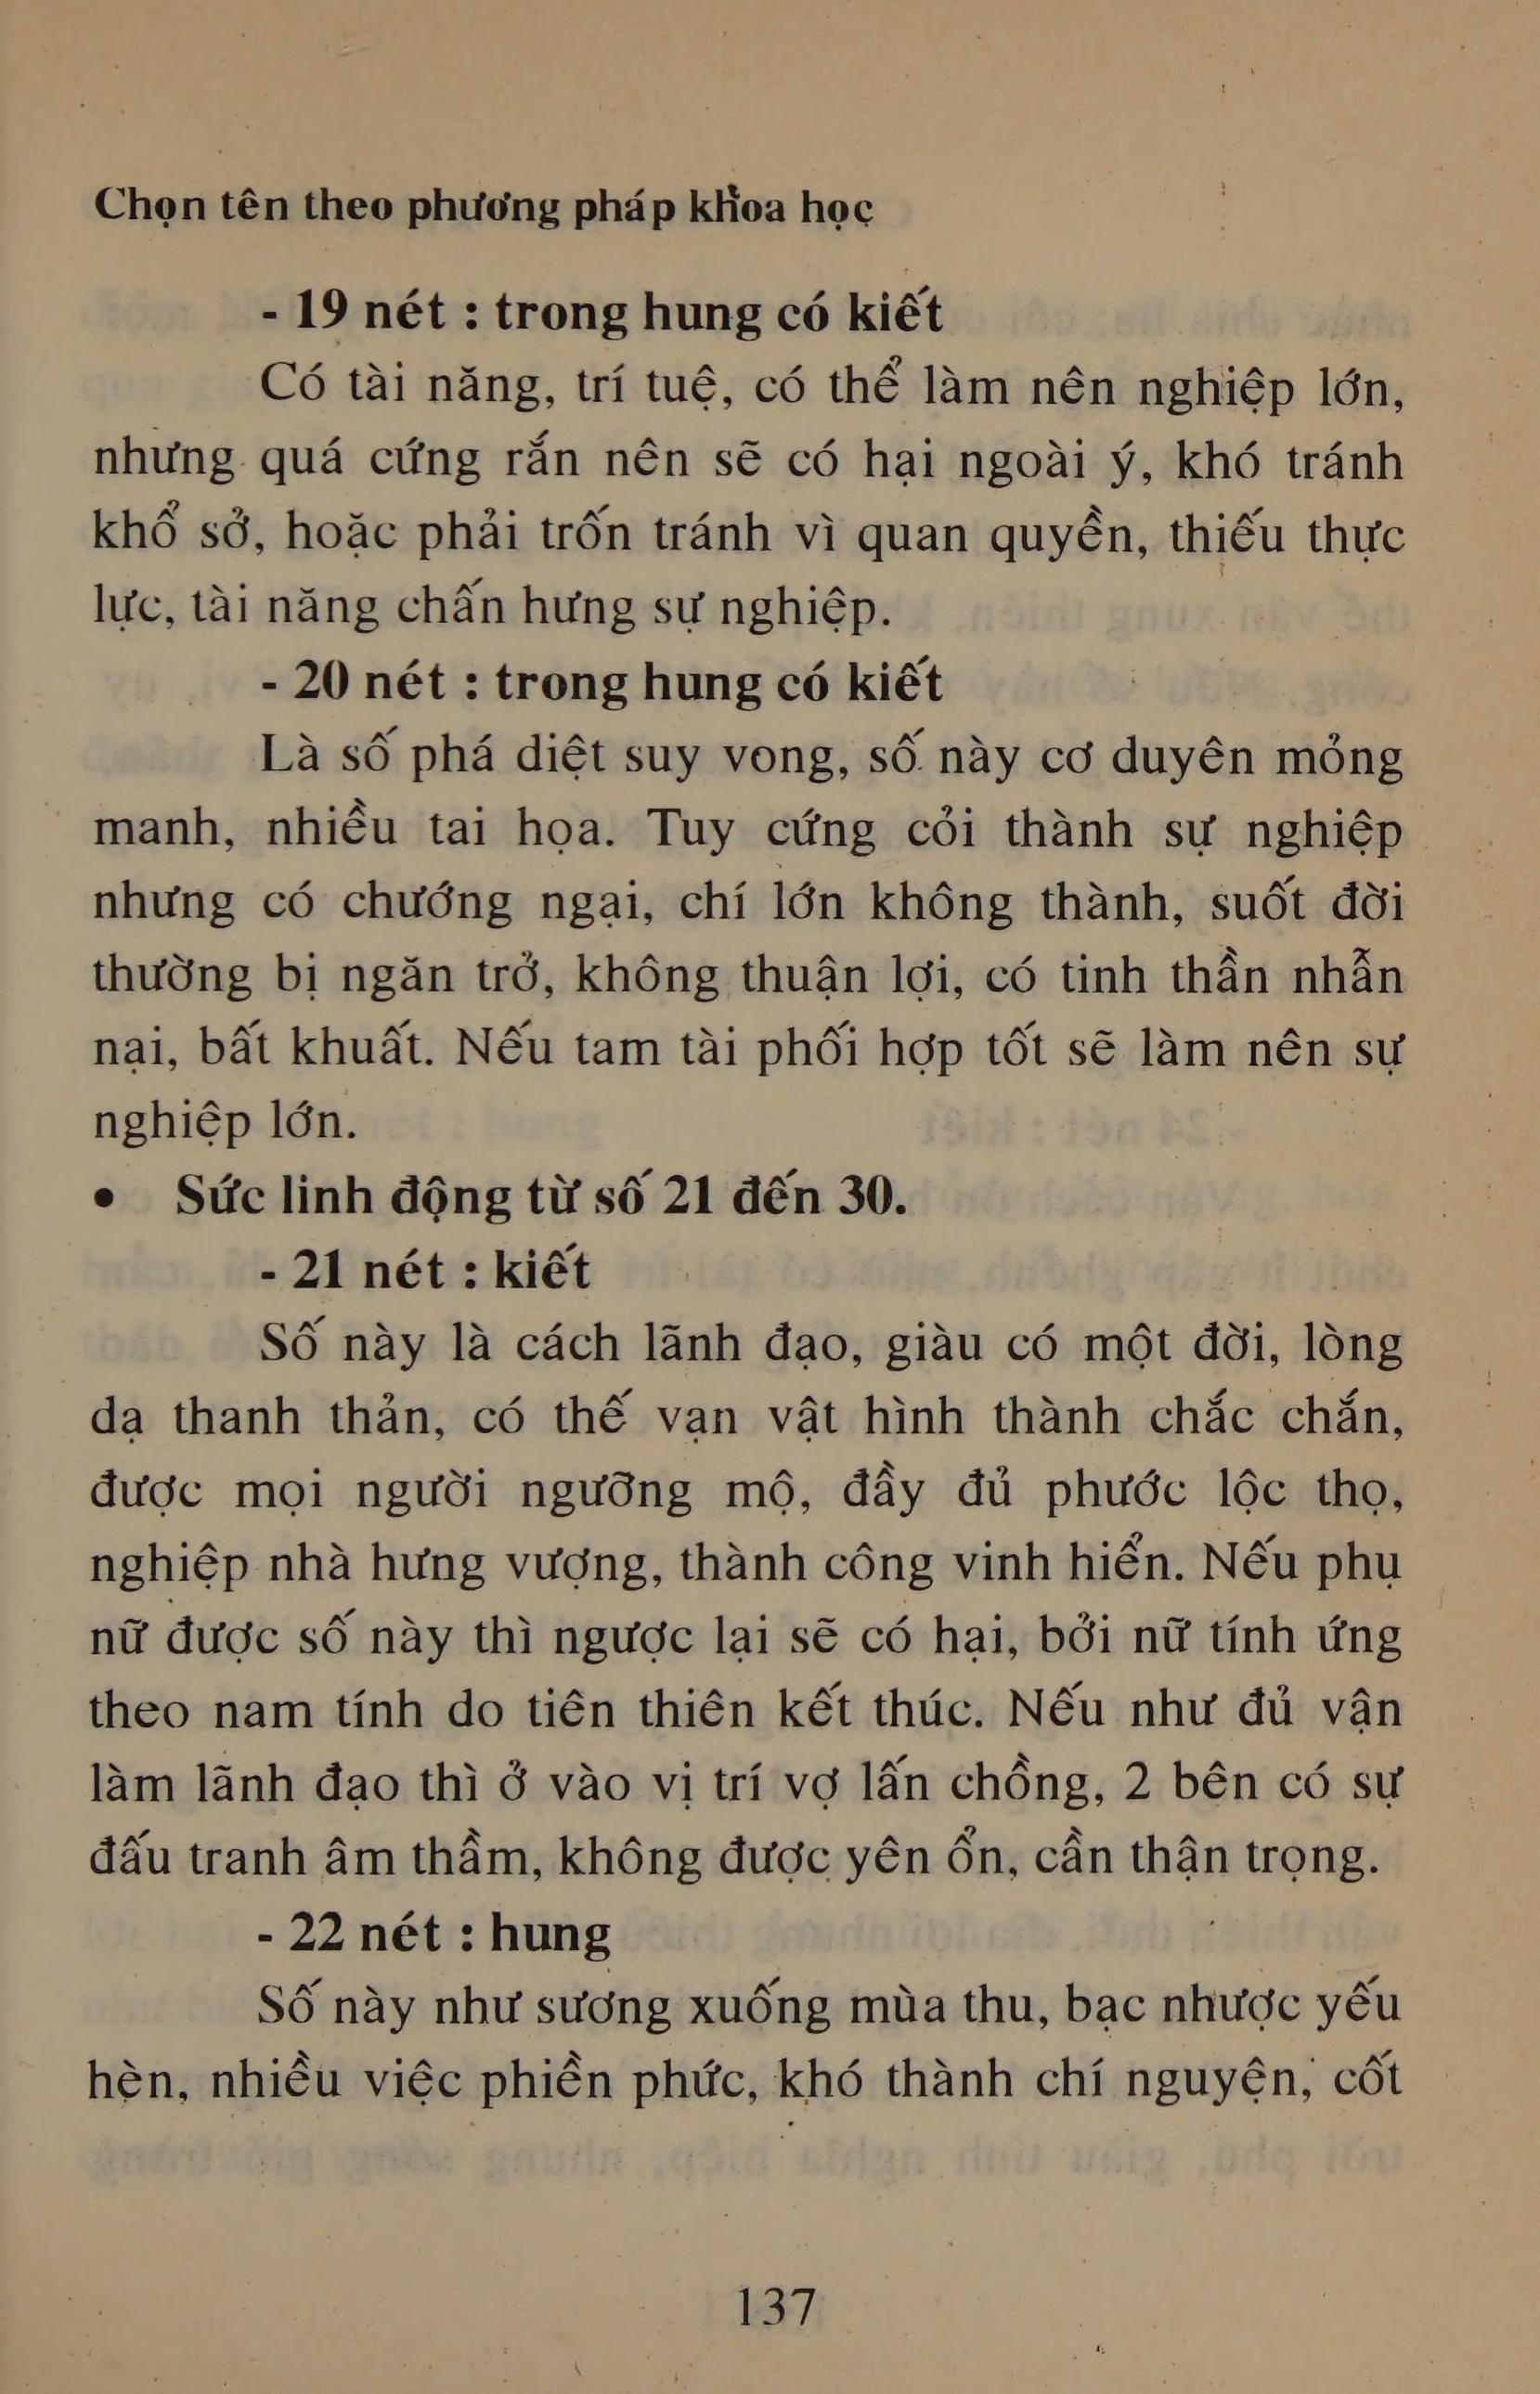 Chọn tên theo phương pháp khoa học
- 19 nét : trong hung có kiết
Có tài năng, trí tuệ, có thể làm nên nghiệp lớn,
nhưng quá cứng rắn nên sẽ có hại ngoài ý, khó tránh
khổ sở, hoặc phải trốn tránh vì quan quyền, thiếu thực
lực, tài năng chấn hưng sự nghiệp.
- 20 nét : trong hung có kiết
Là số phá diệt suy vong, số này cơ duyên mỏng
manh, nhiều tai họa. Tuy cứng cỏi thành sự nghiệp
nhưng có chướng ngại, chí lớn không thành, suốt đời
thường bị ngăn trở, không thuận lợi, có tinh thần nhẫn
nại, bất khuất. Nếu tam tài phối hợp tốt sẽ làm nên sự
nghiệp lớn.
• Sức linh động từ số 21 đến 30.
- 21 nét : kiết
Số này là cách lãnh đạo, giàu có một đời, lòng
dạ thanh thản, có thế vạn vật hình thành chắc chắn,
được mọi người ngưỡng mộ, đầy đủ phước lộc thọ,
nghiệp nhà hưng vượng, thành công vinh hiển. Nếu phụ
nữ được số này thì ngược lại sẽ có hại, bởi nữ tính ứng
theo nam tính do tiên thiên kết thúc. Nếu như đủ vận
làm lãnh đạo thì ở vào vị trí vợ lấn chồng, 2 bên có sự
đấu tranh âm thầm, không được yên ổn, cần thận trọng.
- 22 nét : hung
Số này như sương xuống mùa thu, bạc nhược yếu
hèn, nhiều việc phiền phức, khó thành chí nguyện, cốt
137